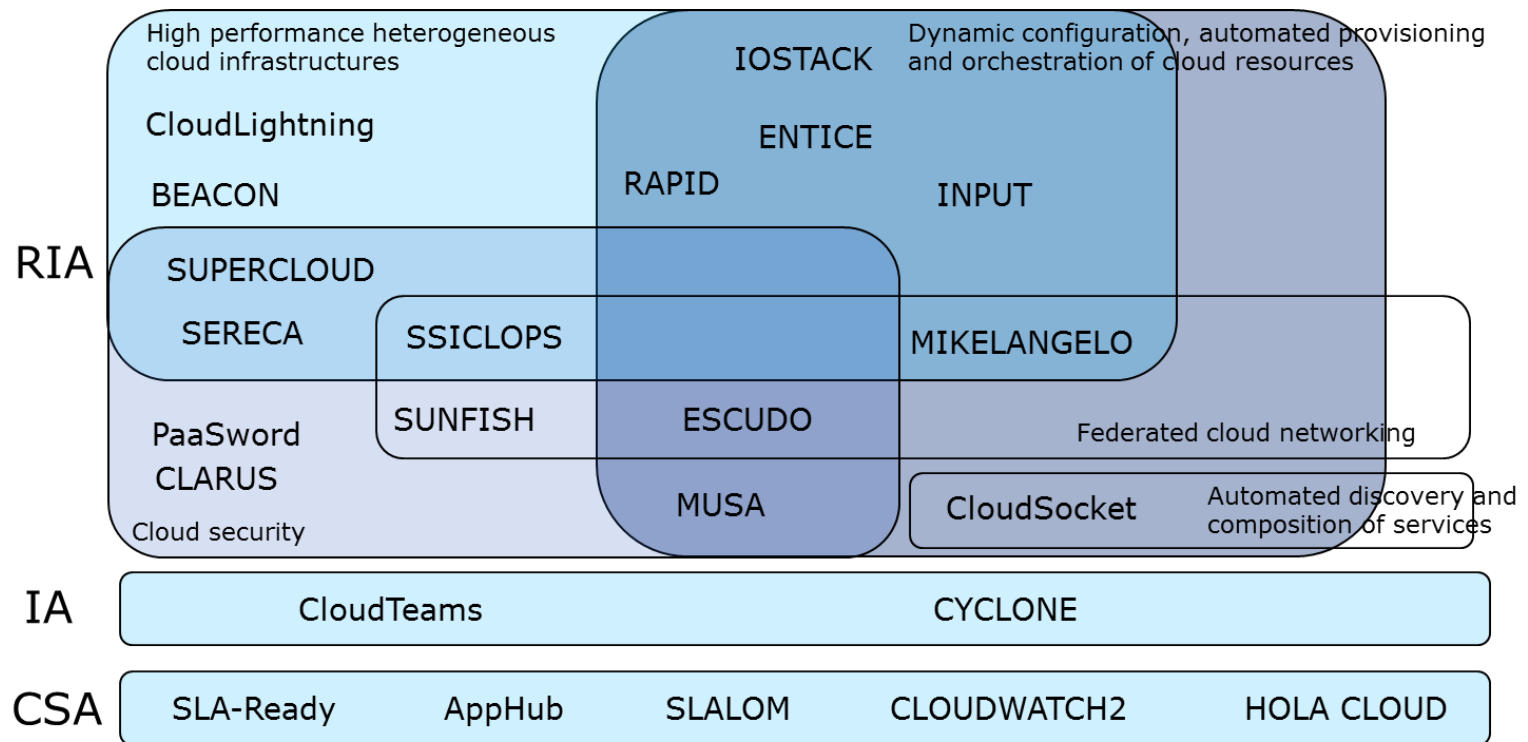 High performance heterogeneous
cloud infrastructures
IOSTACK
Dynamic configuration, automated provisioning
and orchestration of cloud resources
CloudLightning
ENTICE
BEACON
RAPID
INPUT
RIA
SUPERCLOUD
SERECA
SSICLOPS
MIKELANGELO
PaaSword
SUNFISH
ESCUDO
Federated cloud networking
CLARUS
MUSA
CloudSocket
Automated discovery and
composition of services
Cloud security
IA
CloudTeams
CYCLONE
CSA
SLA-Ready
AppHub
SLALOM
CLOUDWATCH2
HOLA CLOUD